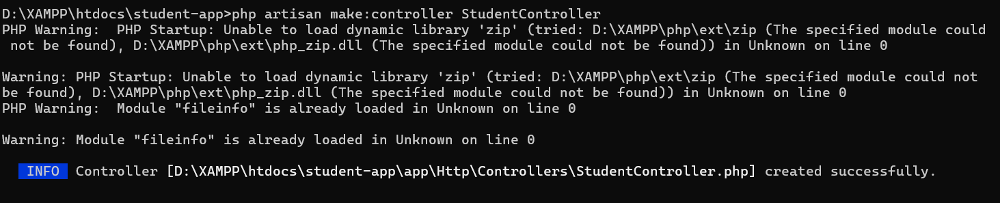 D:\XAMPP\htdocs\student-app>php artisan make:controller StudentController
PHP Warning:  PHP Startup: Unable to load dynamic library 'zip' (tried: D:\XAMPP\php\ext\zip (The specified module could
 not be found), D:\XAMPP\php\ext\php_zip.dll (The specified module could not be found)) in Unknown on line 0
Warning: PHP Startup: Unable to load dynamic library 'zip' (tried: D:\XAMPP\php\ext\zip (The specified module could not
be found), D:\XAMPP\php\ext\php_zip.dll (The specified module could not be found)) in Unknown on line 0
PHP Warning:  Module "fileinfo" is already loaded in Unknown on line 0
Warning: Module "fileinfo" is already loaded in Unknown on line 0
INFO  Controller [D:\XAMPP\htdocs\student-app\app\Http\Controllers\StudentController.php] created successfully.